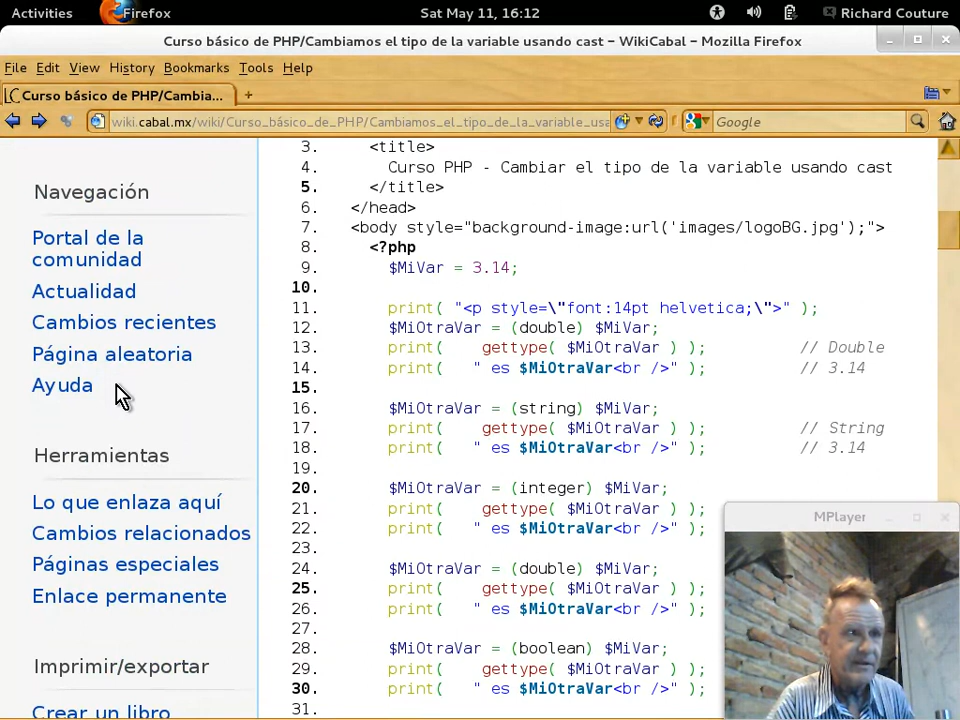 Activities Firefox Sat May 11, 16:12 Richard Couture
Curso básico de PHP/Cambiamos el tipo de la variable usando cast – WikiCabal – Mozilla Firefox
File Edit View History Bookmarks Tools Help
Curso básico de PHP/Cambia... +
wiki.cabal.mx/wiki/Curso_básico_de_PHP/Cambiamos_el_tipo_de_la_variable_usa Google
Navegación
Portal de la
comunidad
Actualidad
Cambios recientes
Página aleatoria
Ayuda
Herramientas
Lo que enlaza aquí
Cambios relacionados
Páginas especiales
Enlace permanente
Imprimir/exportar
Crear un libro
3. <title>
4. Curso PHP - Cambiar el tipo de la variable usando cast
5. </title>
6. </head>
7. <body style="background-image:url('images/logoBG.jpg');">
8. <?php
9. $MiVar = 3.14;
10.
11. print( "<p style=\"font:14pt helvetica;\">" );
12. $MiOtraVar = (double) $MiVar;
13. print( gettype( $MiOtraVar ) ); // Double
14. print( " es $MiOtraVar<br />" ); // 3.14
15.
16. $MiOtraVar = (string) $MiVar;
17. print( gettype( $MiOtraVar ) ); // String
18. print( " es $MiOtraVar<br />" ); // 3.14
19.
20. $MiOtraVar = (integer) $MiVar;
21. print( gettype( $MiOtraVar ) );
22. print( " es $MiOtraVar<br />" );
23.
24. $MiOtraVar = (double) $MiVar;
25. print( gettype( $MiOtraVar ) );
26. print( " es $MiOtraVar<br />" );
27.
28. $MiOtraVar = (boolean) $MiVar;
29. print( gettype( $MiOtraVar ) );
30. print( " es $MiOtraVar<br />" );
31.
MPlayer